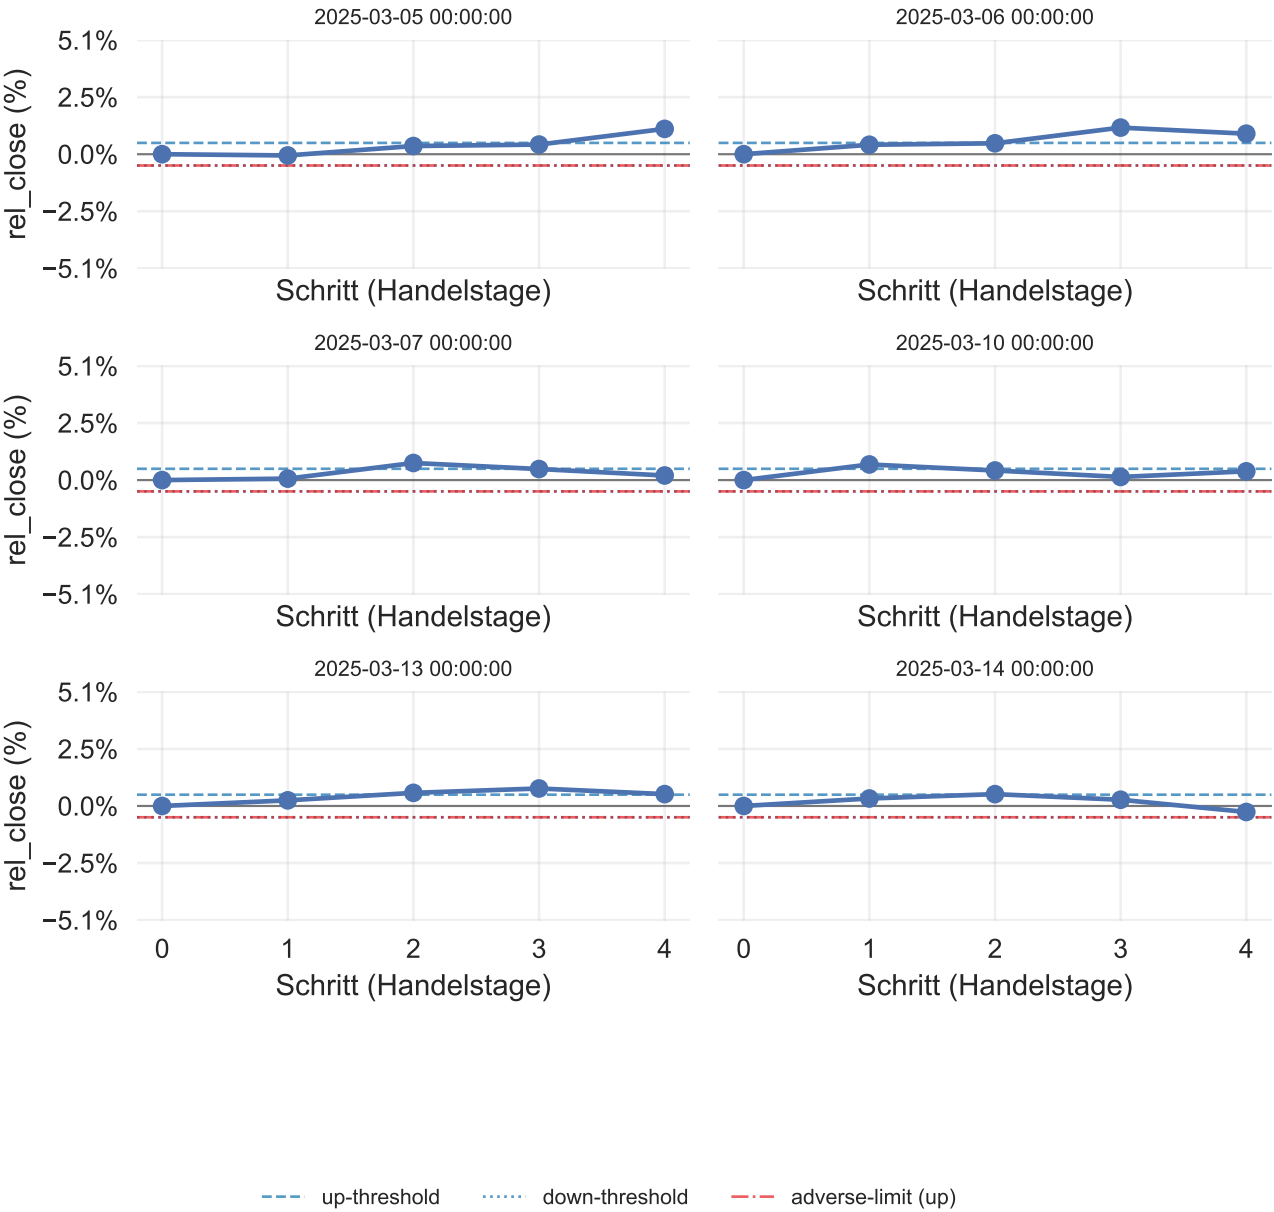 2025-03-05 00:00:00
2025-03-06 00:00:00
5.1%
2.5%
0.0%
−2.5%
−5.1%
rel_close (%)
Schritt (Handelstage)
Schritt (Handelstage)
2025-03-07 00:00:00
2025-03-10 00:00:00
5.1%
2.5%
0.0%
−2.5%
−5.1%
rel_close (%)
Schritt (Handelstage)
Schritt (Handelstage)
2025-03-13 00:00:00
2025-03-14 00:00:00
5.1%
2.5%
0.0%
−2.5%
−5.1%
rel_close (%)
0 1 2 3 4
0 1 2 3 4
Schritt (Handelstage)
Schritt (Handelstage)
up-threshold
down-threshold
adverse-limit (up)